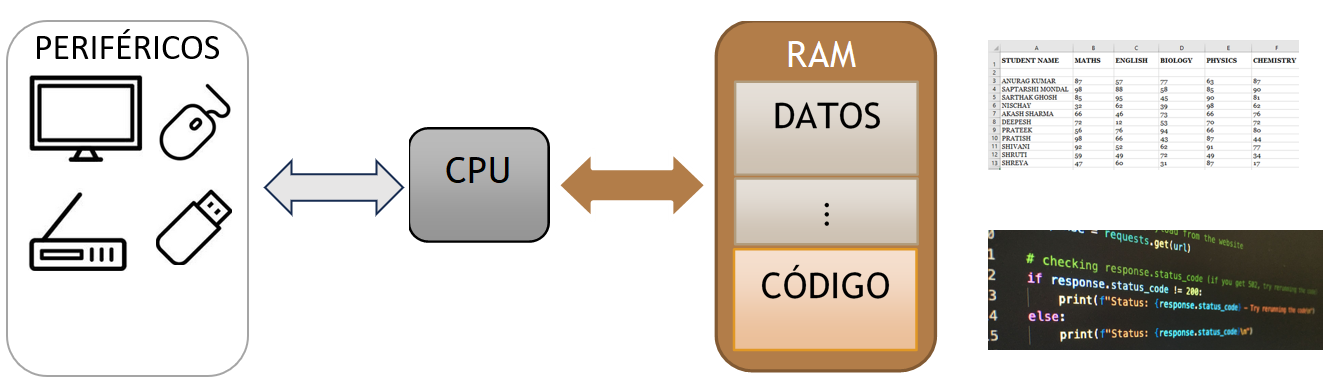 PERIFÉRICOS
CPU
RAM
DATOS
⋮
CÓDIGO
A B C D E F
1 STUDENT NAME MATHS ENGLISH BIOLOGY PHYSICS CHEMISTRY
2
3 ANURAG KUMAR 87 57 77 63 87
4 SAPTARSHI MONDAL 98 88 58 85 90
5 SARTHAK GHOSH 85 95 45 90 81
6 NISCHAY 32 62 39 98 62
7 AKASH SHARMA 66 46 73 66 76
8 DEEPESH 72 12 53 70 72
9 PRATEEK 56 76 94 66 80
10 PRATISH 98 66 43 87 44
11 SHIVANI 92 52 62 91 77
12 SHRUTI 59 49 72 49 34
13 SHREYA 47 60 31 87 17
0 = requests.get(url) from the website
1 # checking response.status_code (if you get 502, try rerunning the
2 if response.status_code != 200:
3 print(f"Status: {response.status_code} - Try rerunning the code\n")
4 else:
5 print(f"Status: {response.status_code}\n")